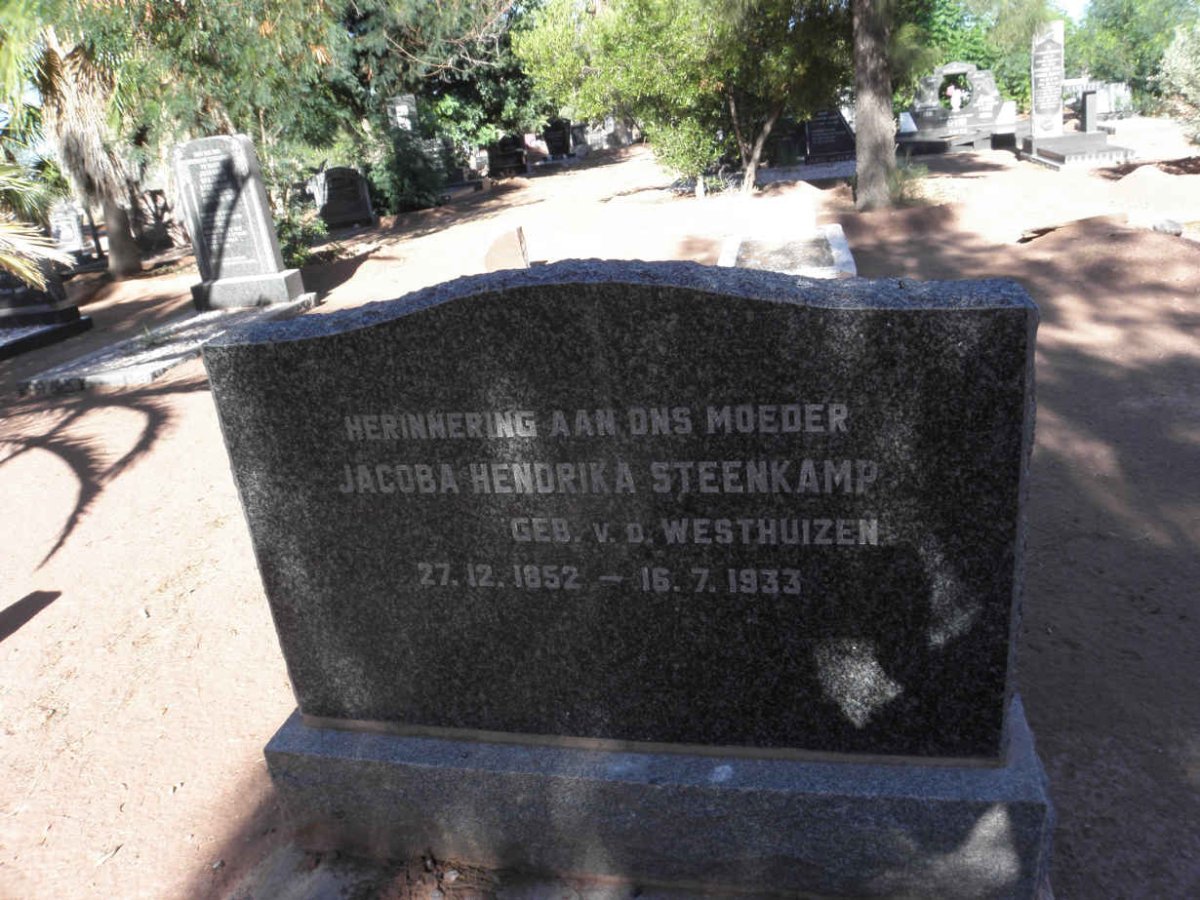 HERINNERING AAN ONS MOEDER
JACOBA HENDRIKA STEENKAMP
GEB. V. D. WESTHUIZEN
27.12.1852 – 16.7.1933